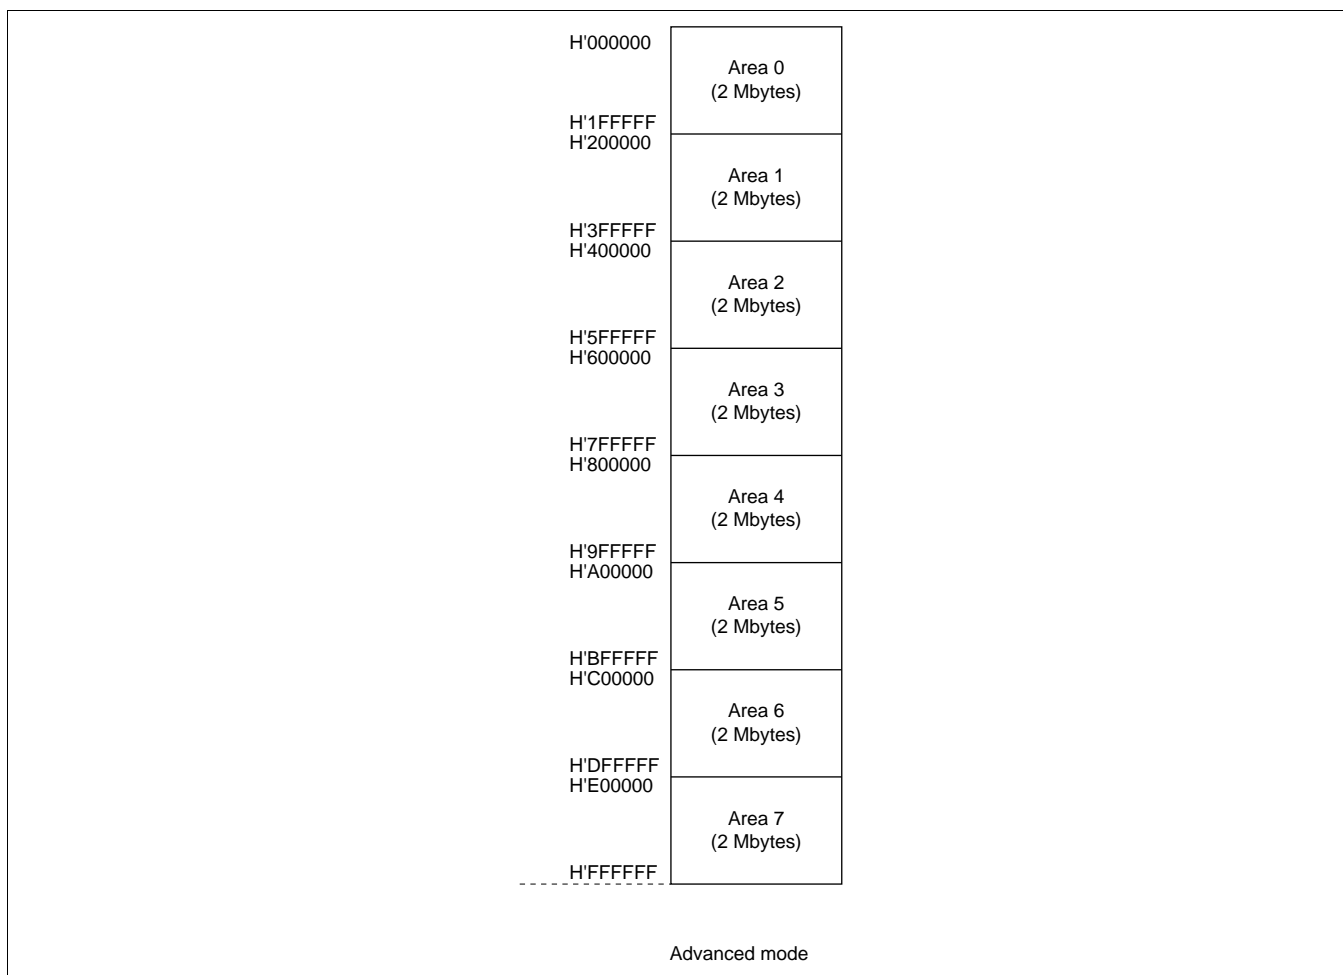 H'000000
Area 0
(2 Mbytes)
H'1FFFFF
H'200000
Area 1
(2 Mbytes)
H'3FFFFF
H'400000
Area 2
(2 Mbytes)
H'5FFFFF
H'600000
Area 3
(2 Mbytes)
H'7FFFFF
H'800000
Area 4
(2 Mbytes)
H'9FFFFF
H'A00000
Area 5
(2 Mbytes)
H'BFFFFF
H'C00000
Area 6
(2 Mbytes)
H'DFFFFF
H'E00000
Area 7
(2 Mbytes)
H'FFFFFF
Advanced mode